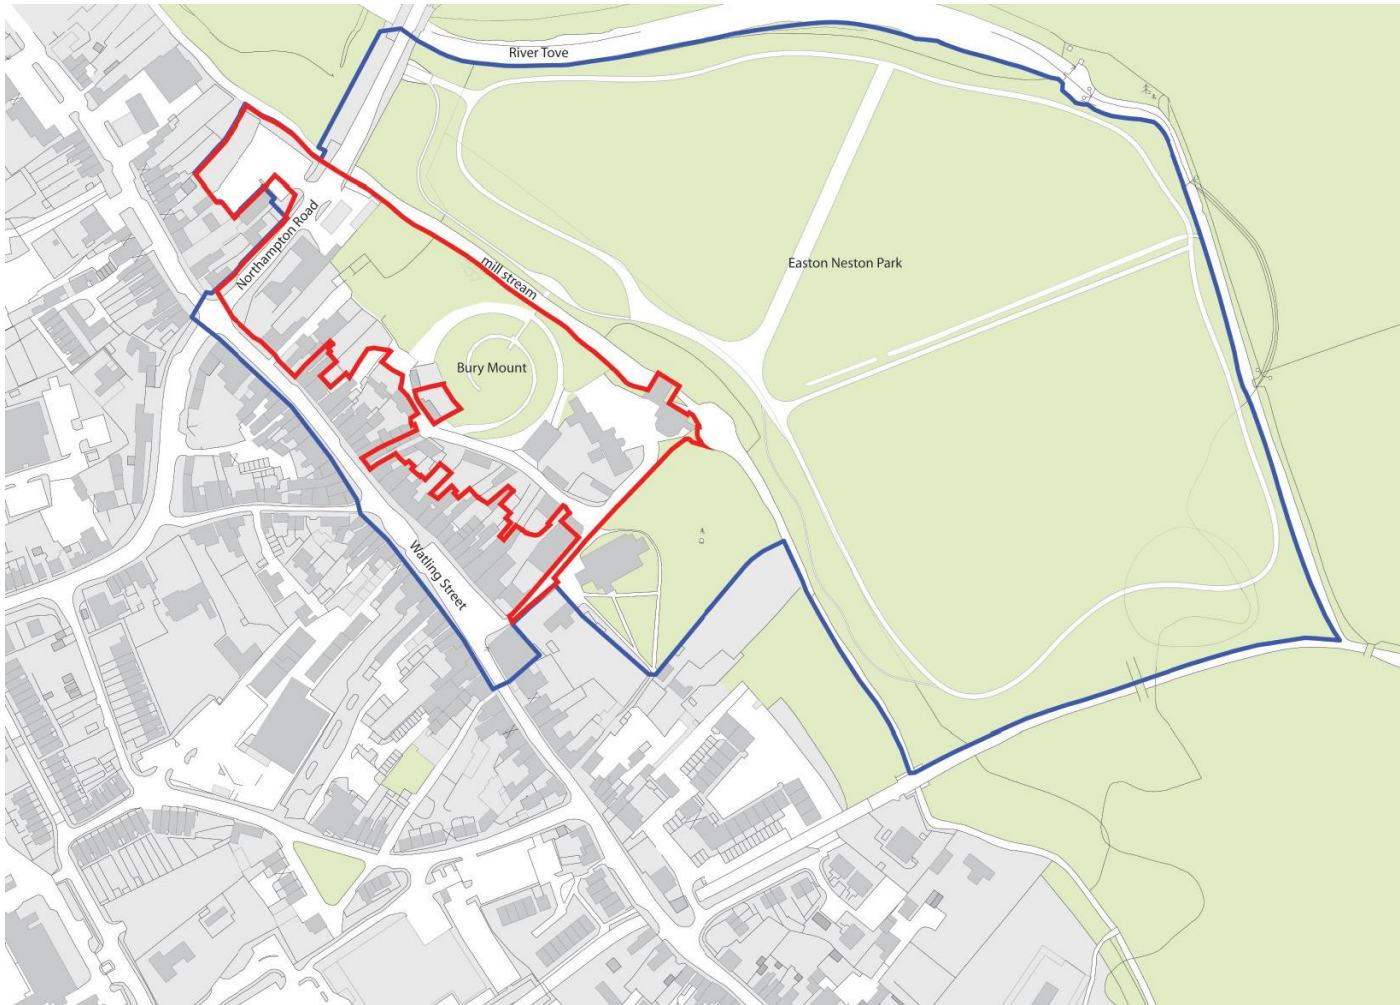 River Tove
Northampton Road
mill stream
Easton Neston Park
Bury Mount
Watling Street